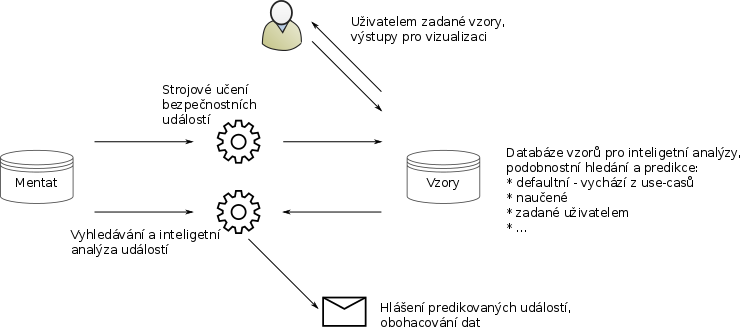 Uživatelem zadané vzory,
výstupy pro vizualizaci
Strojové učení
bezpečnostních
událostí
Mentat
Vzory
Databáze vzorů pro inteligetní analýzy,
podobnostní hledání a predikce:
* defaultní - vychází z use-casů
* naučené
* zadané uživatelem
* ...
Vyhledávání a inteligetní
analýza událostí
Hlášení predikovaných událostí,
obohacování dat